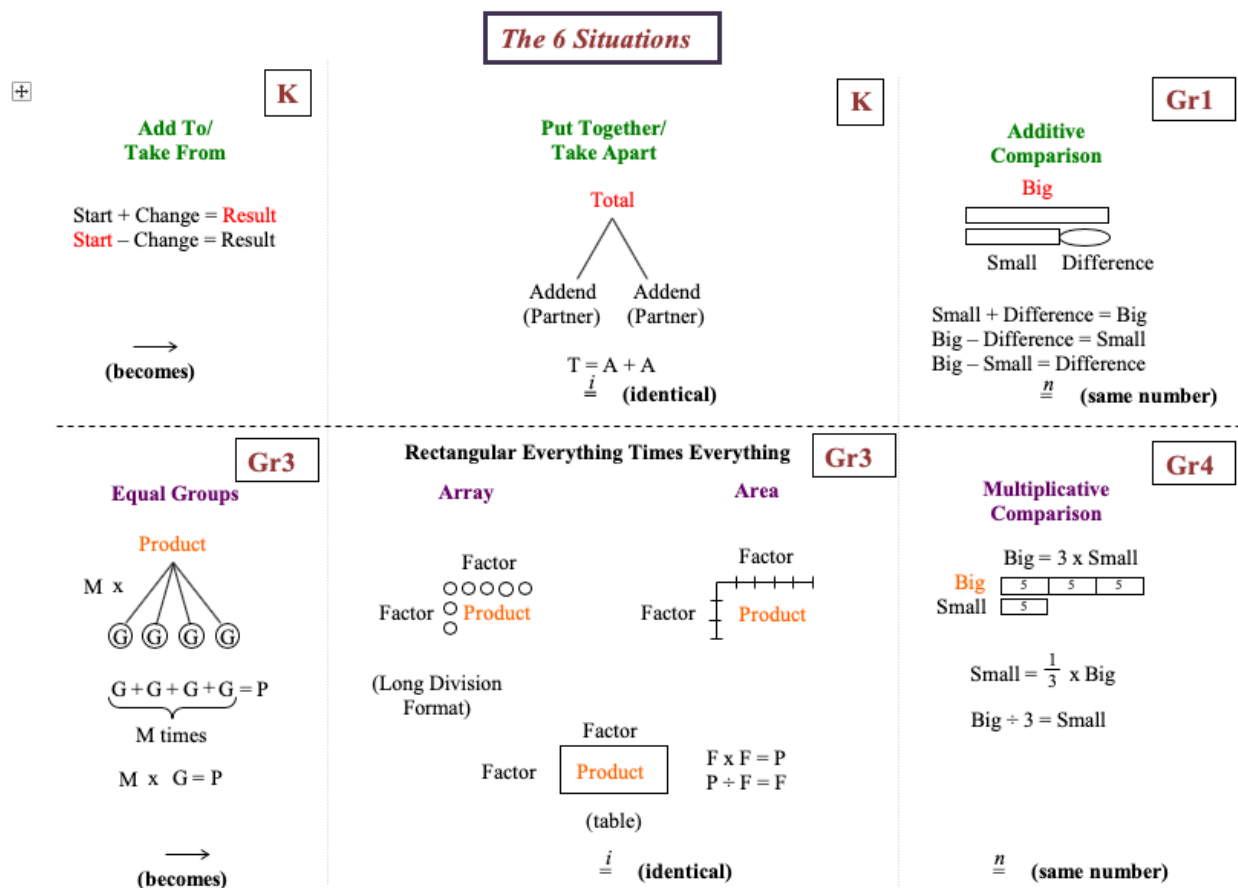 The 6 Situations
K
Add To/
Take From
Start + Change = Result
Start – Change = Result
(becomes)
K
Put Together/
Take Apart
Total
Addend Addend
(Partner) (Partner)
T = A + A
i
= (identical)
Gr1
Additive
Comparison
Big
Small Difference
Small + Difference = Big
Big – Difference = Small
Big – Small = Difference
n
= (same number)
Gr3
Equal Groups
Product
M x
G G G G
G + G + G + G = P
M times
M x G = P
(becomes)
Rectangular Everything Times Everything
Gr3
Array Area
Factor Factor
Factor Product Factor Product
(Long Division
Format)
Factor
Factor Product
F x F = P
P ÷ F = F
(table)
i
= (identical)
Gr4
Multiplicative
Comparison
Big = 3 x Small
Big 5 5 5
Small 5
Small = 1/3 x Big
Big ÷ 3 = Small
n
= (same number)